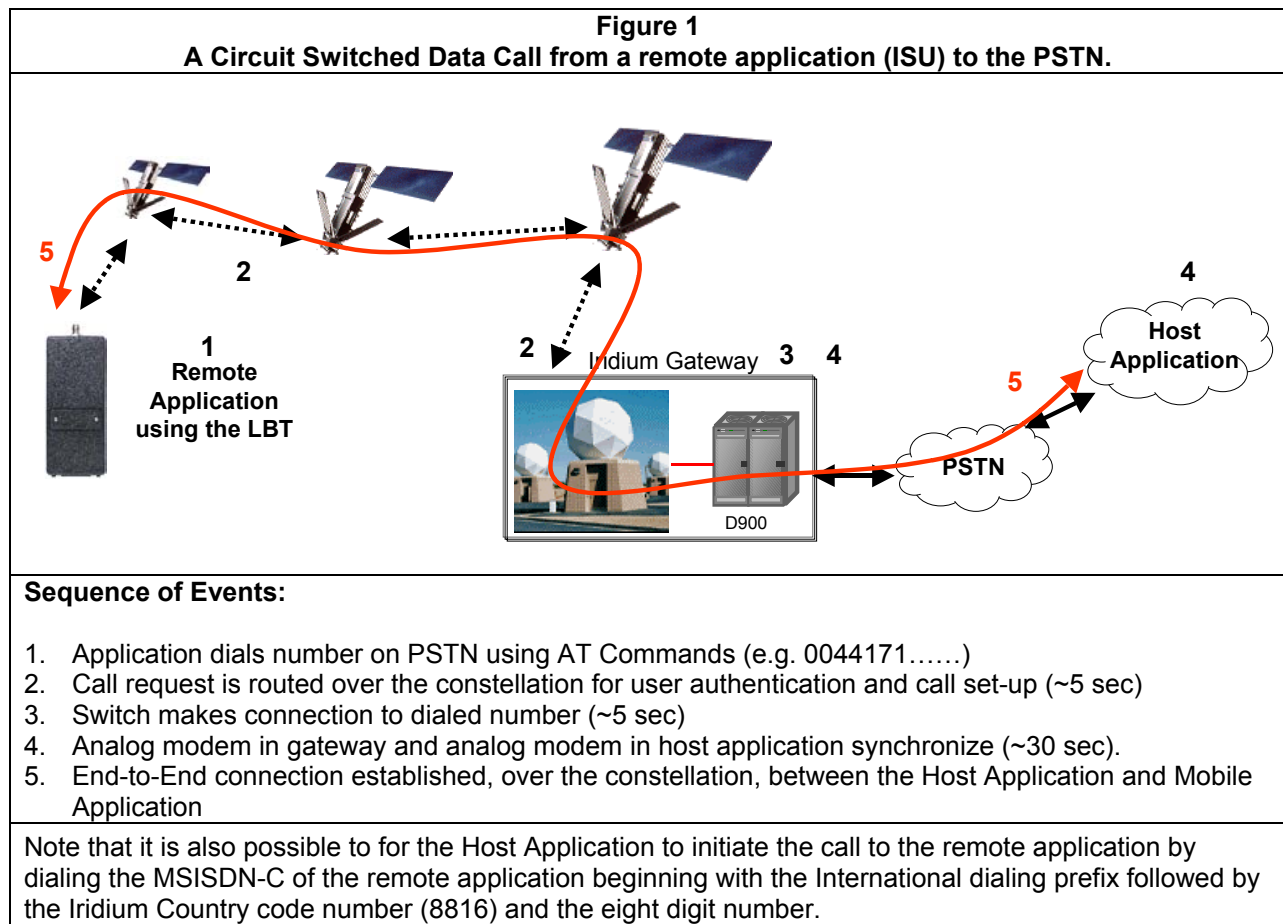 Figure 1
A Circuit Switched Data Call from a remote application (ISU) to the PSTN.
5
2
1
Remote
Application
using the LBT
2
Iridium Gateway
3
4
D900
PSTN
5
4
Host
Application
Sequence of Events:
1. Application dials number on PSTN using AT Commands (e.g. 0044171……)
2. Call request is routed over the constellation for user authentication and call set-up (~5 sec)
3. Switch makes connection to dialed number (~5 sec)
4. Analog modem in gateway and analog modem in host application synchronize (~30 sec).
5. End-to-End connection established, over the constellation, between the Host Application and Mobile
Application
Note that it is also possible to for the Host Application to initiate the call to the remote application by
dialing the MSISDN-C of the remote application beginning with the International dialing prefix followed by
the Iridium Country code number (8816) and the eight digit number.